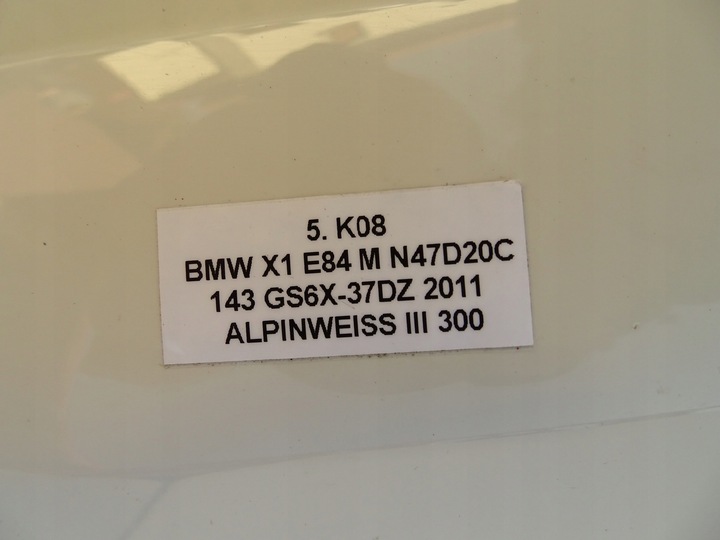 5. K08
BMW X1 E84 M N47D20C
143 GS6X-37DZ 2011
ALPINWEISS III 300